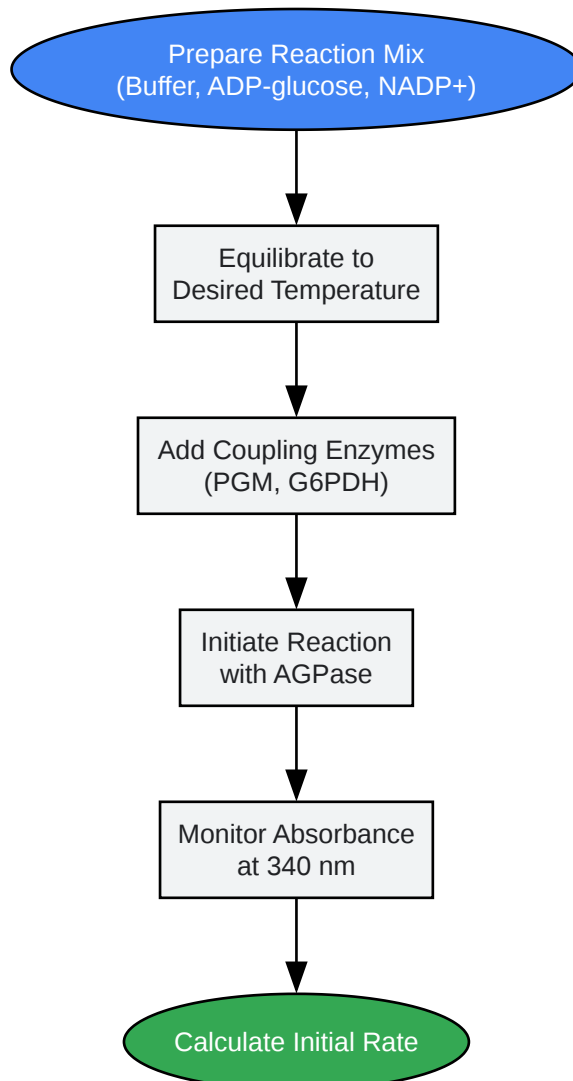 Prepare Reaction Mix
(Buffer, ADP-glucose, NADP+)
Equilibrate to
Desired Temperature
Add Coupling Enzymes
(PGM, G6PDH)
Initiate Reaction
with AGPase
Monitor Absorbance
at 340 nm
Calculate Initial Rate